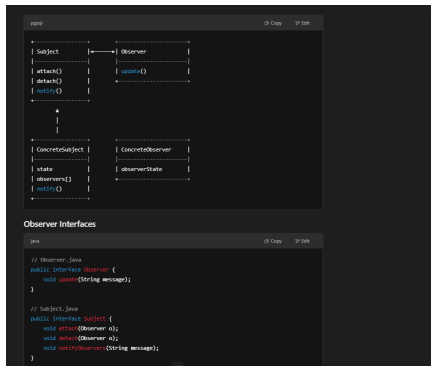 pgsql Copy Edit
+----------------+ +------------------+
| Subject |<----->| Observer |
|----------------| |------------------|
| attach() | | update() |
| detach() | +------------------+
| notify() |
+----------------+
▲
|
|
+----------------+ +------------------+
| ConcreteSubject | | ConcreteObserver |
|----------------| |------------------|
| state | | observerState |
| observers[] | +------------------+
| notify() |
+----------------+
Observer Interfaces
java Copy Edit
// Observer.java
public interface Observer {
void update(String message);
}
// Subject.java
public interface Subject {
void attach(Observer o);
void detach(Observer o);
void notifyObservers(String message);
}